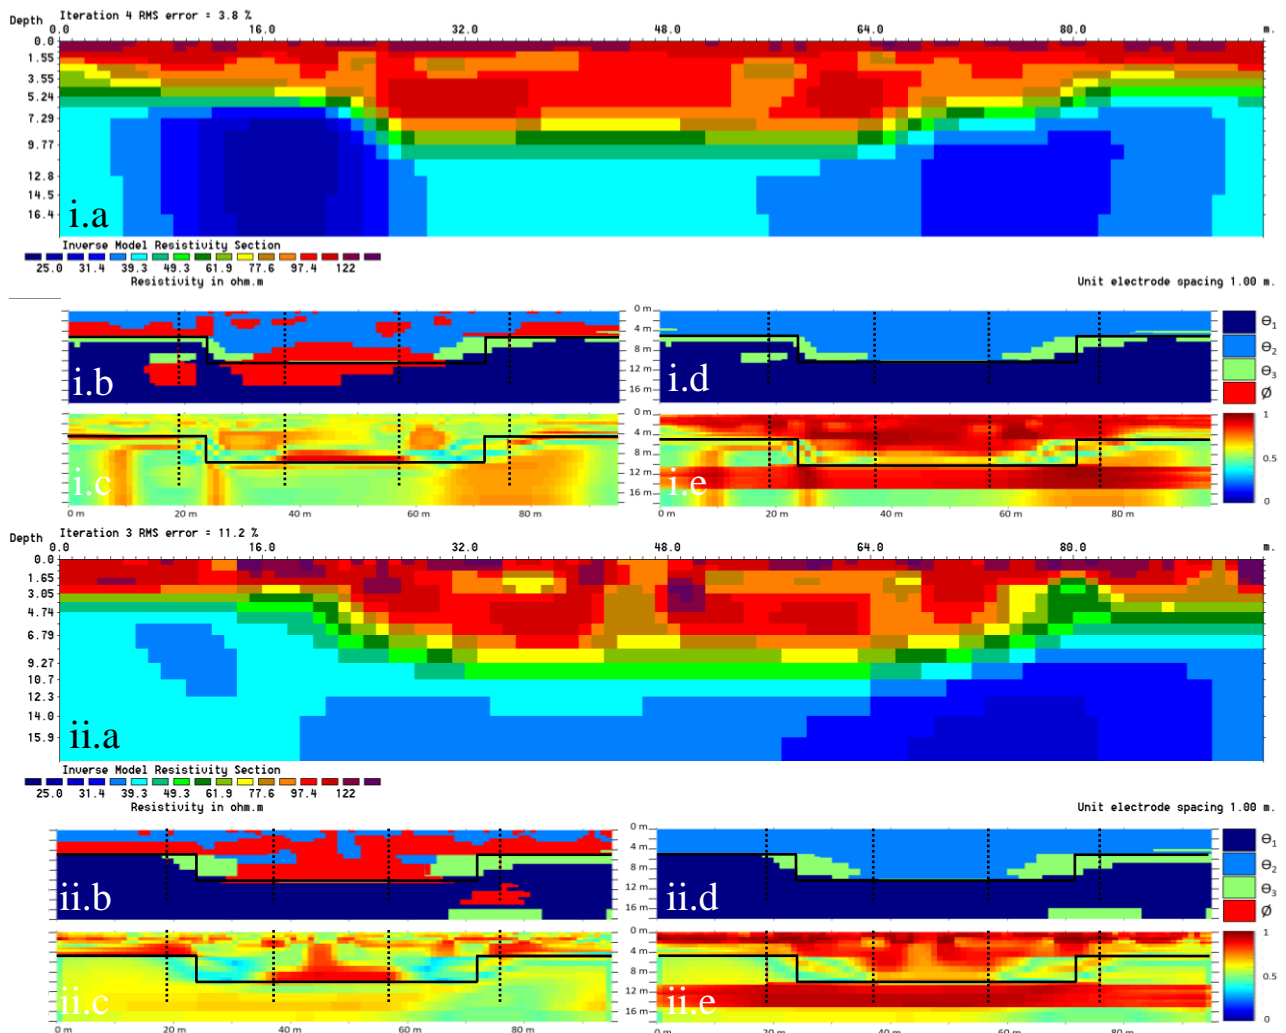 Iteration 4 RMS error = 3.8 %
Depth
0.0 16.0 32.0 48.0 64.0 80.0 m.
0.0
1.55
3.55
5.24
7.29
9.77
12.8
14.5
16.4
i.a
Inverse Model Resistivity Section
25.0 31.4 39.3 49.3 61.9 77.6 97.4 122
Resistivity in ohm.m
Unit electrode spacing 1.00 m.
i.b
0 m
4 m
8 m
12 m
16 m
i.d
Θ1
Θ2
Θ3
Ø
i.c
0 m
4 m
8 m
12 m
16 m
0 m 20 m 40 m 60 m 80 m
i.e
0 m 20 m 40 m 60 m 80 m
1
0.5
0
Iteration 3 RMS error = 11.2 %
Depth
0.0 16.0 32.0 48.0 64.0 80.0 m.
0.0
1.65
3.05
4.74
6.79
9.27
10.7
12.3
14.0
15.9
ii.a
Inverse Model Resistivity Section
25.0 31.4 39.3 49.3 61.9 77.6 97.4 122
Resistivity in ohm.m
Unit electrode spacing 1.00 m.
ii.b
0 m
4 m
8 m
12 m
16 m
ii.d
Θ1
Θ2
Θ3
Ø
ii.c
0 m
4 m
8 m
12 m
16 m
0 m 20 m 40 m 60 m 80 m
ii.e
0 m 20 m 40 m 60 m 80 m
1
0.5
0